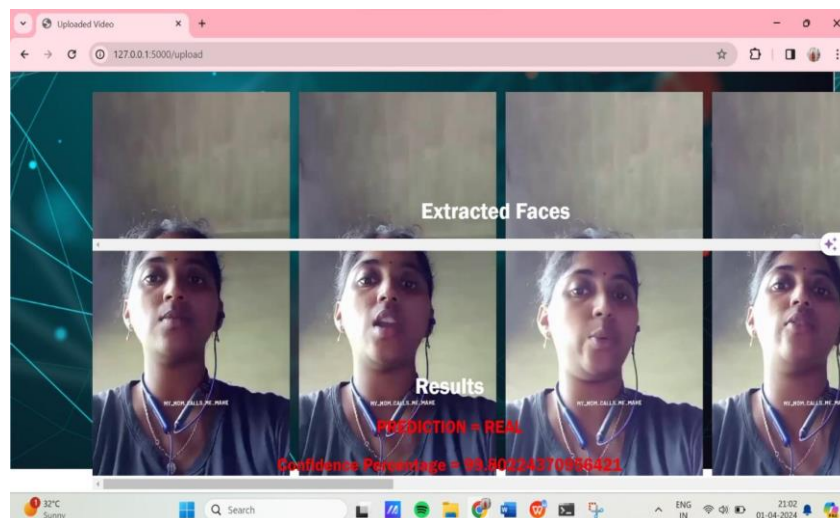 Uploaded Video
127.0.0.1:5000/upload
Extracted Faces
MY_MOM_CALLS_ME_MAHE
MY_MOM_CALLS_ME_MAHE
MY_MOM_CALLS_ME_MAHE
MY_MOM_CALLS_ME_MAHE
Results
PREDICTION = REAL
Confidence Percentage = 99.80234370956421
32°C
Sunny
Search
ENG
IN
21:02
01-04-2024